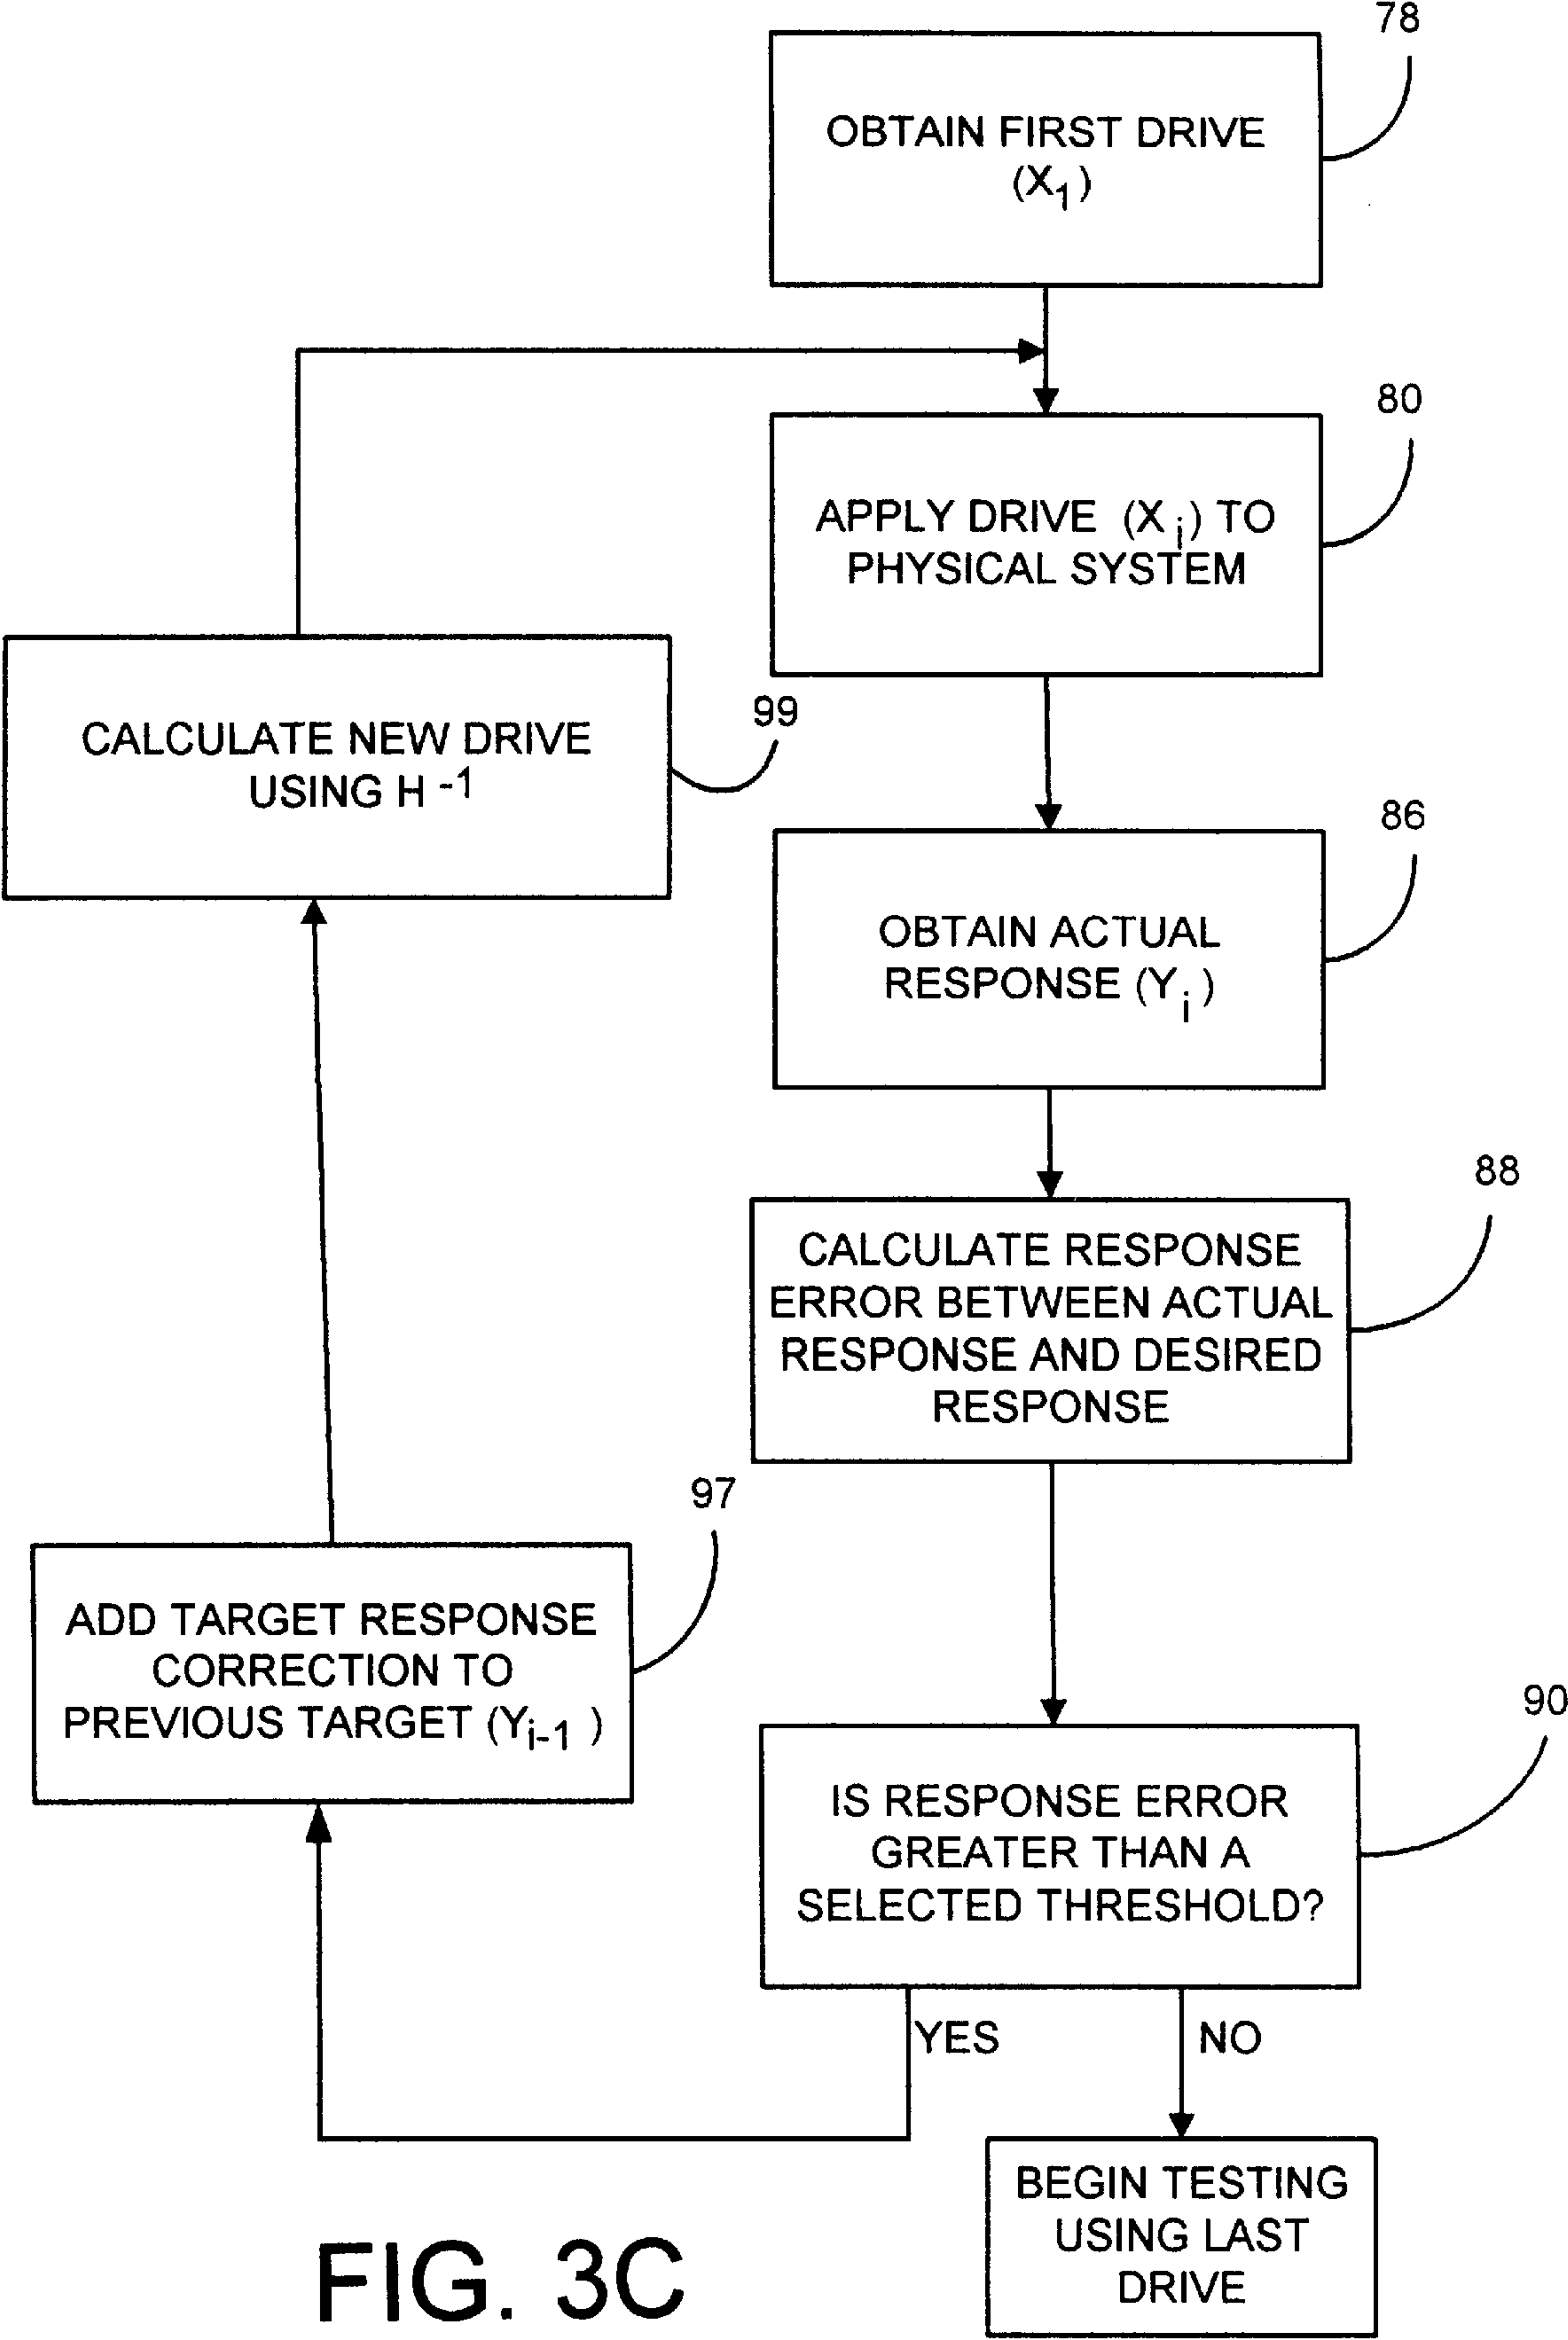 78
OBTAIN FIRST DRIVE
(X1)
80
APPLY DRIVE (Xi) TO
PHYSICAL SYSTEM
99
CALCULATE NEW DRIVE
USING H -1
86
OBTAIN ACTUAL
RESPONSE (Yi)
88
CALCULATE RESPONSE
ERROR BETWEEN ACTUAL
RESPONSE AND DESIRED
RESPONSE
97
ADD TARGET RESPONSE
CORRECTION TO
PREVIOUS TARGET (Yi-1)
90
IS RESPONSE ERROR
GREATER THAN A
SELECTED THRESHOLD?
YES
NO
BEGIN TESTING
USING LAST
DRIVE
FIG. 3C